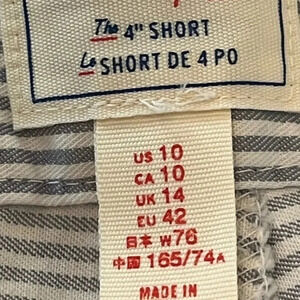 The 4" SHORT
Le SHORT DE 4 PO
US 10
CA 10
UK 14
EU 42
日本 W76
中國 165/74A
MADE IN